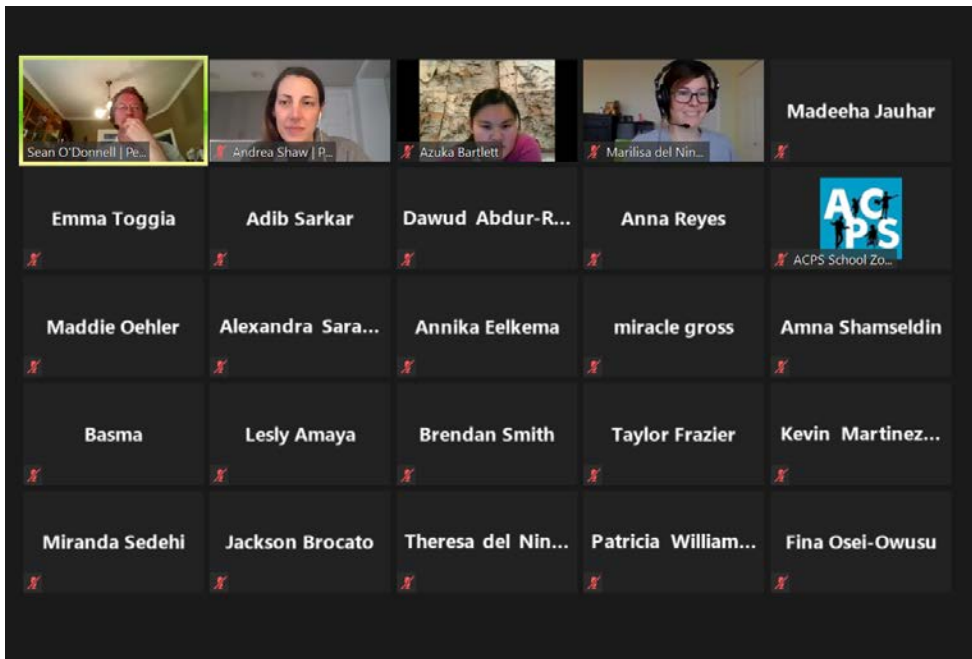 Sean O'Donnell | Pe...
Andrea Shaw | P...
Azuka Bartlett
Marilisa del Nin...
Madeeha Jauhar
Emma Toggia
Adib Sarkar
Dawud Abdur-R...
Anna Reyes
ACPS
ACPS School Zo...
Maddie Oehler
Alexandra Sara...
Annika Eelkema
miracle gross
Amna Shamseldin
Basma
Lesly Amaya
Brendan Smith
Taylor Frazier
Kevin Martinez...
Miranda Sedehi
Jackson Brocato
Theresa del Nin...
Patricia William...
Fina Osei-Owusu